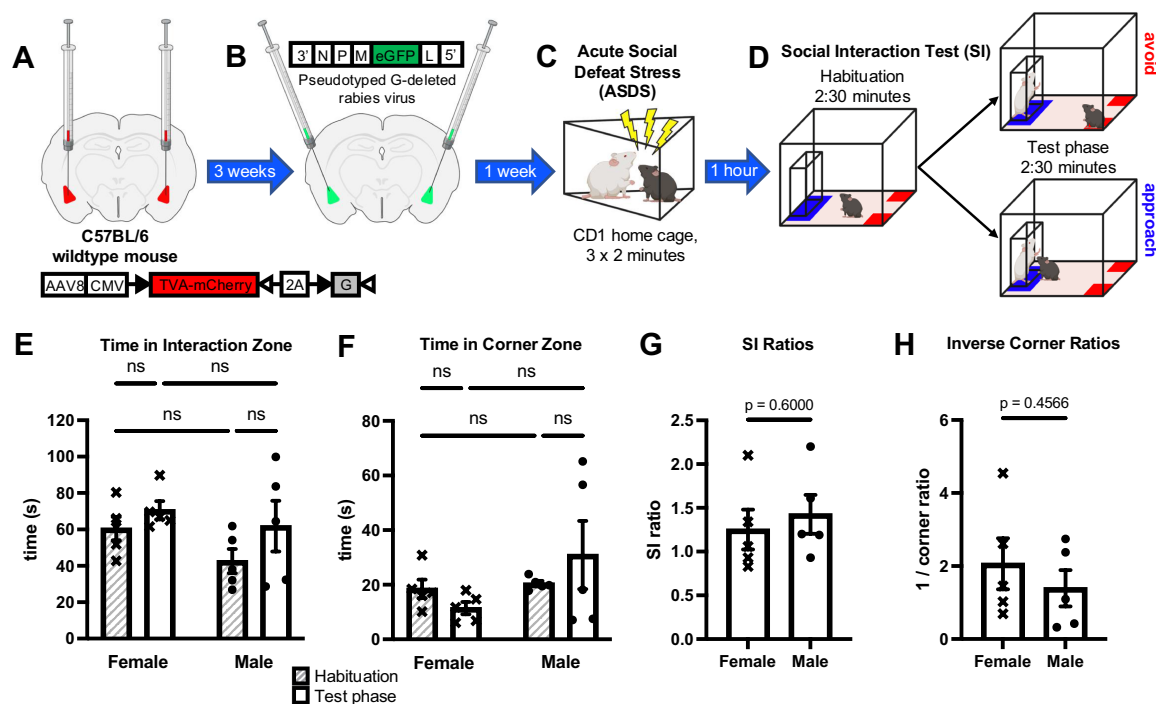 A
C57BL/6
wildtype mouse
AAV8 CMV TVA-mCherry 2A G
3 weeks
B
3' N P M eGFP L 5'
Pseudotyped G-deleted
rabies virus
1 week
C
Acute Social
Defeat Stress
(ASDS)
CD1 home cage,
3 x 2 minutes
1 hour
D
Social Interaction Test (SI)
Habituation
2:30 minutes
avoid
Test phase
2:30 minutes
approach
E
Time in Interaction Zone
ns
ns
ns
ns
time (s)
120
100
80
60
40
20
0
Female
Male
F
Time in Corner Zone
ns
ns
ns
ns
time (s)
80
60
40
20
0
Female
Male
Habituation
Test phase
G
SI Ratios
p = 0.6000
SI ratio
2.5
2.0
1.5
1.0
0.5
0.0
Female
Male
H
Inverse Corner Ratios
p = 0.4566
1 / corner ratio
6
4
2
0
Female
Male